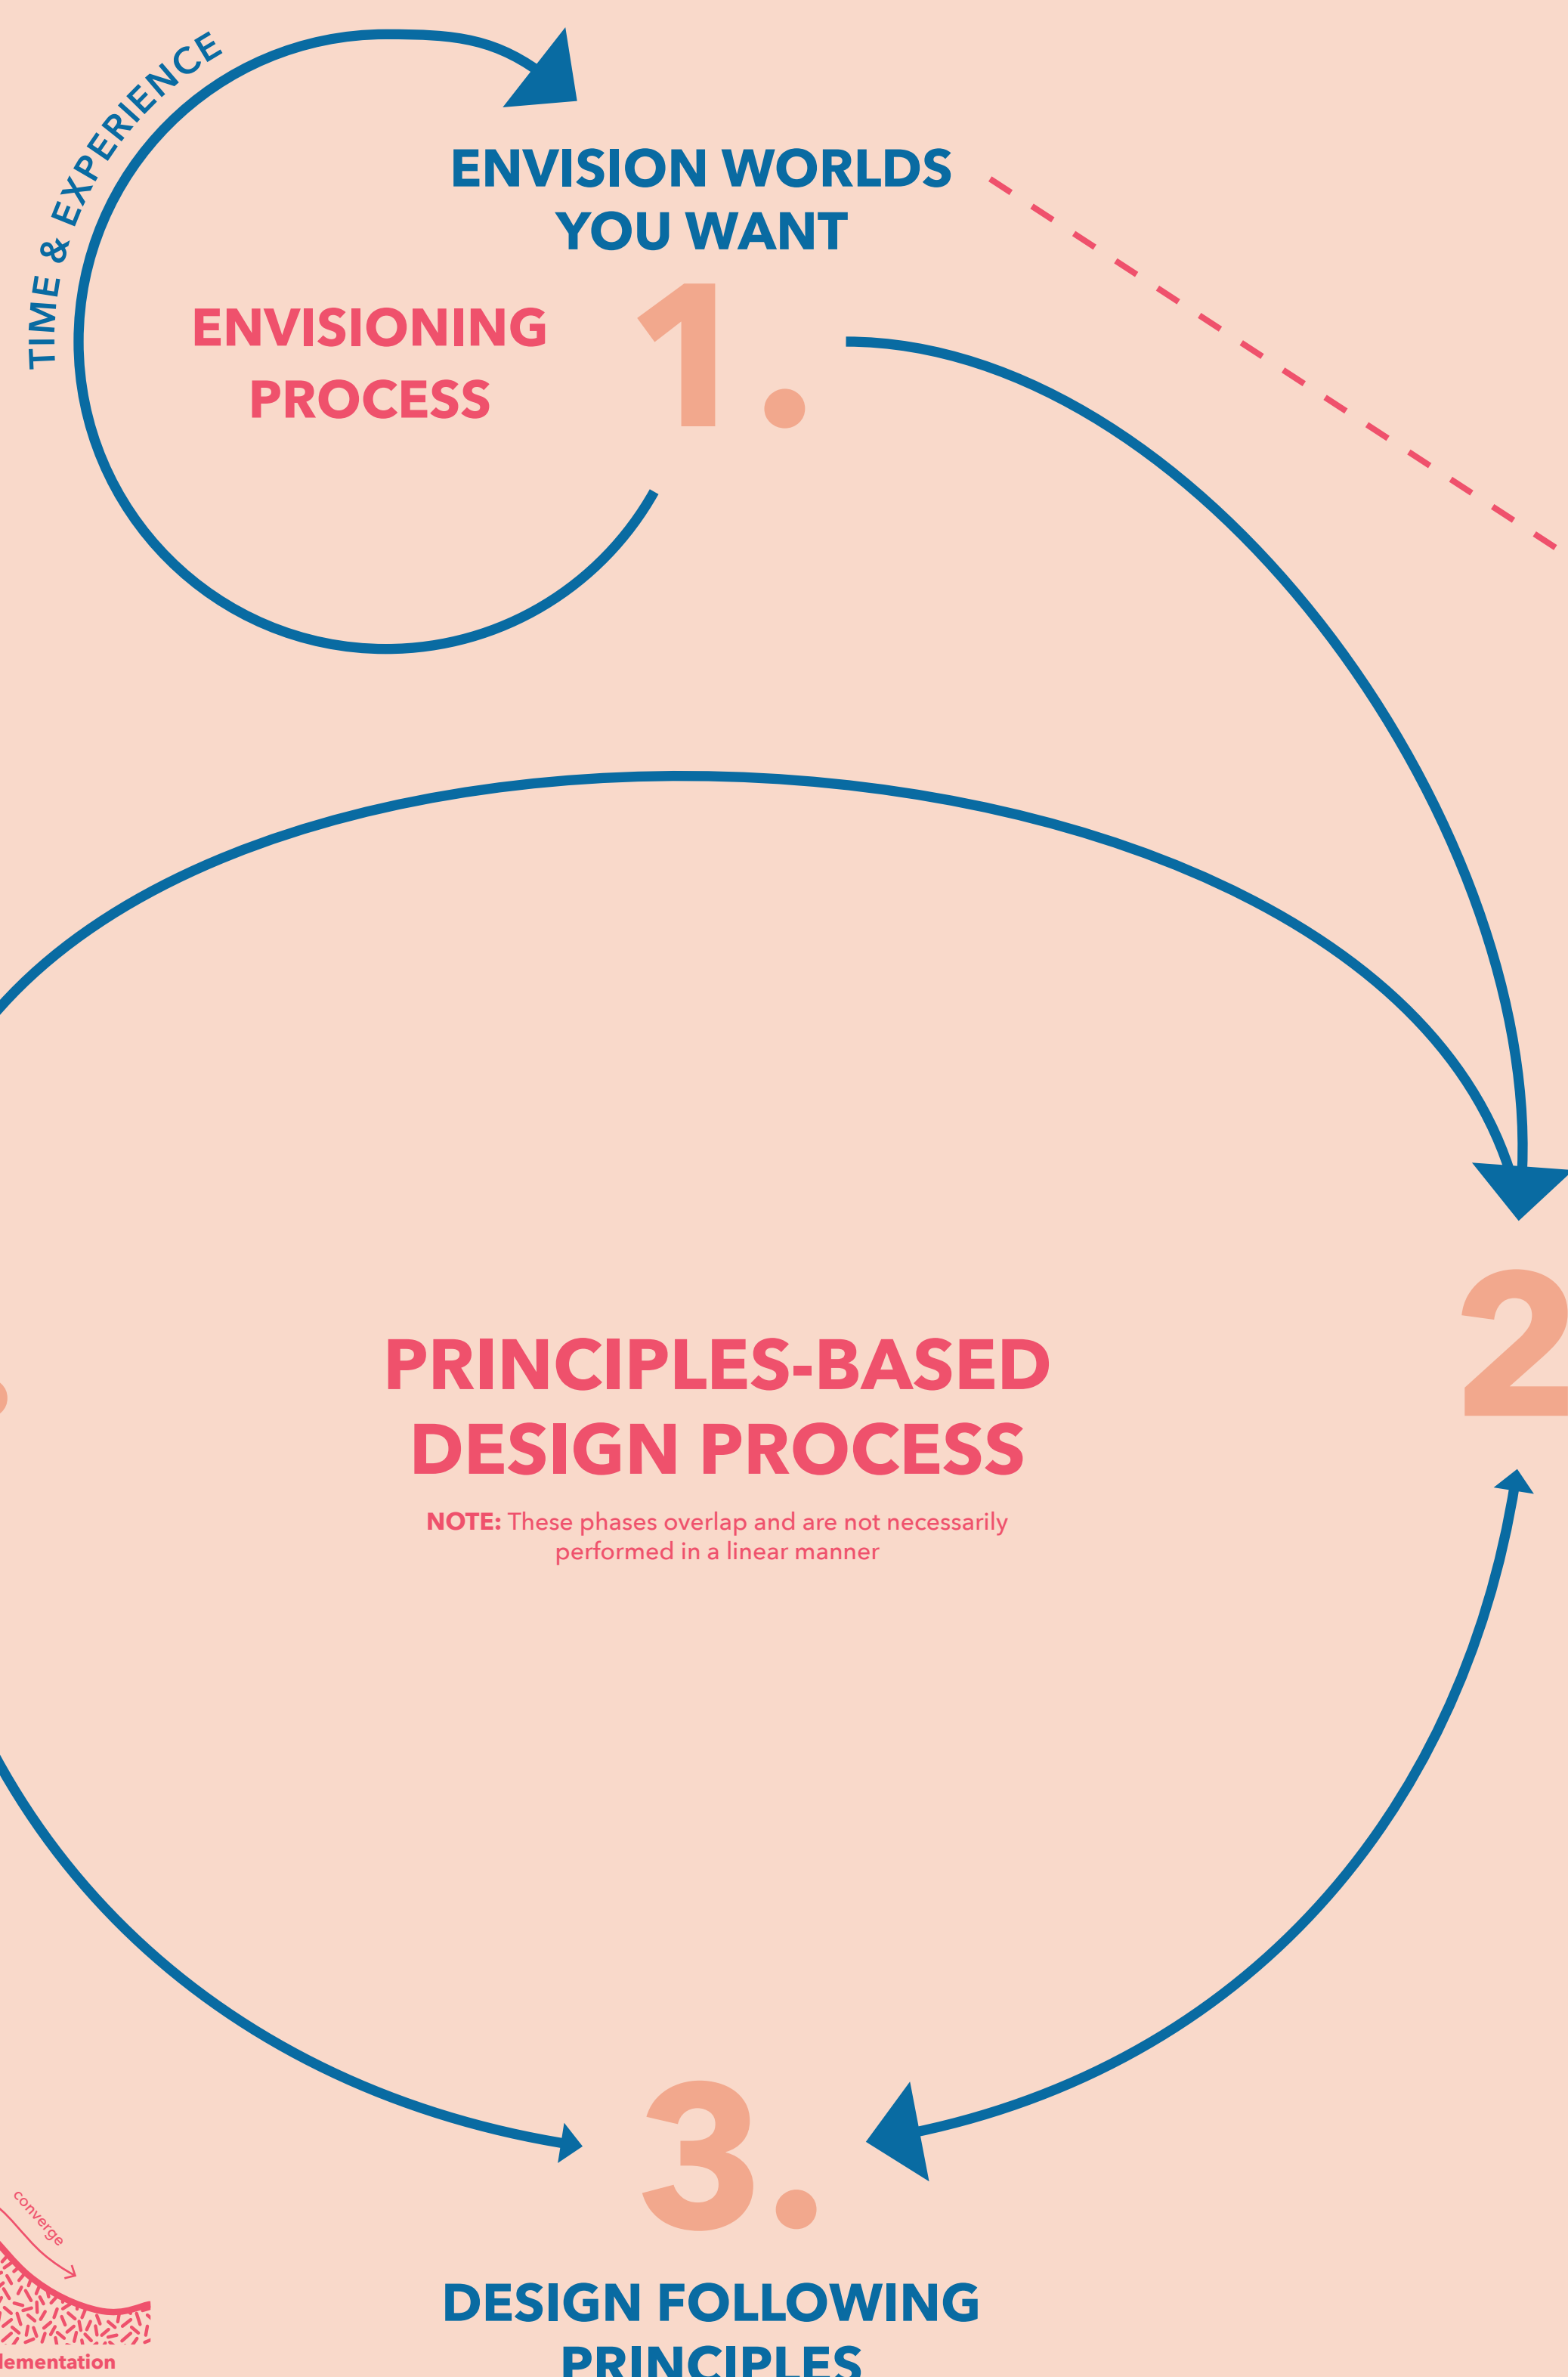 TIME & EXPERIENCE
ENVISION WORLDS
YOU WANT
ENVISIONING
PROCESS
1.
2
PRINCIPLES-BASED
DESIGN PROCESS
NOTE: These phases overlap and are not necessarily
performed in a linear manner
3.
converge
DESIGN FOLLOWING
PRINCIPLES
lementation